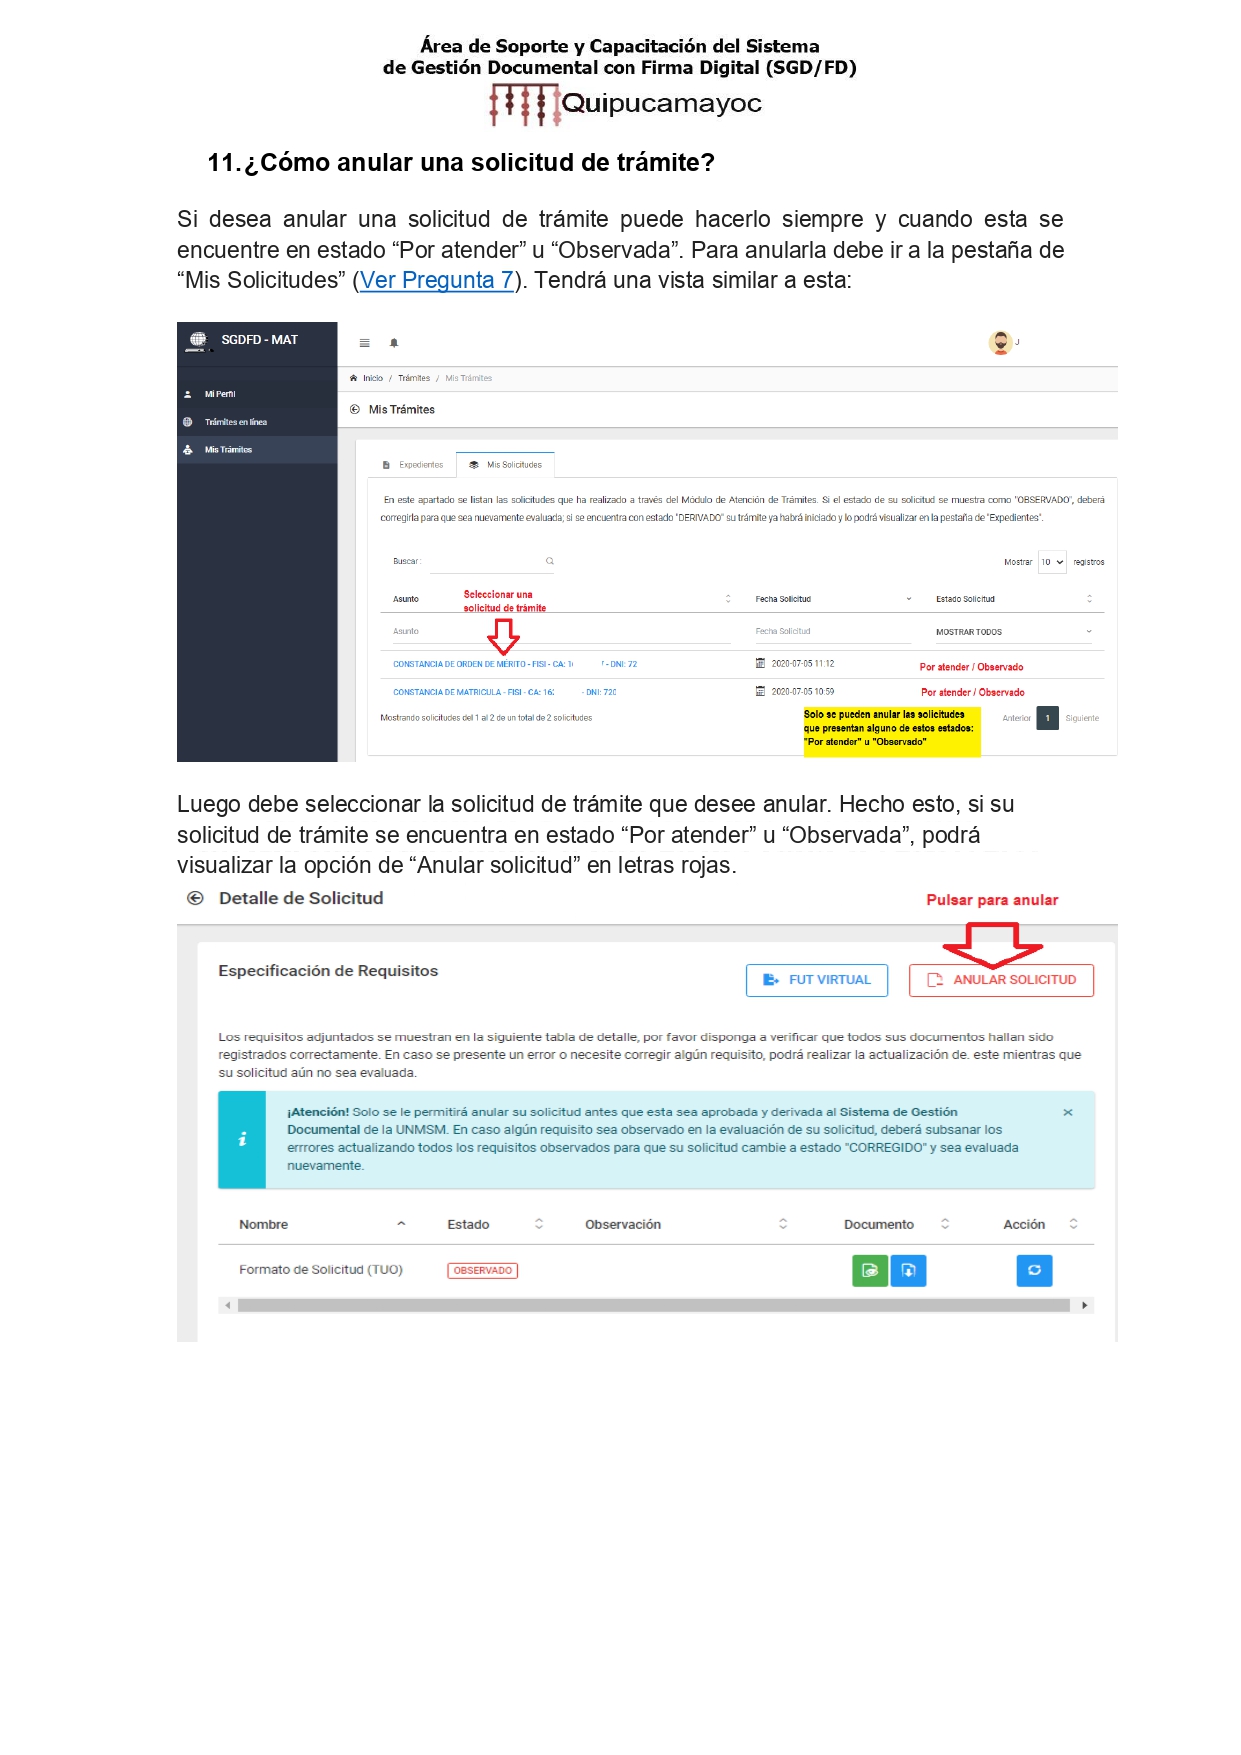 Área de Soporte y Capacitación del Sistema
de Gestión Documental con Firma Digital (SGD/FD)
Quipucamayoc
11.¿Cómo anular una solicitud de trámite?
Si desea anular una solicitud de trámite puede hacerlo siempre y cuando esta se
encuentre en estado “Por atender” u “Observada”. Para anularla debe ir a la pestaña de
“Mis Solicitudes” (Ver Pregunta 7). Tendrá una vista similar a esta:
SGDFD - MAT
J
Inicio / Trámites / Mis Trámites
Mi Perfil
Mis Trámites
Trámites en línea
Mis Trámites
Expedientes Mis Solicitudes
En este apartado se listan las solicitudes que ha realizado a través del Módulo de Atención de Trámites. Si el estado de su solicitud se muestra como "OBSERVADO", deberá
corregirla para que sea nuevamente evaluada; si se encuentra con estado "DERIVADO" su trámite ya habrá iniciado y lo podrá visualizar en la pestaña de "Expedientes".
Buscar: Mostrar 10 registros
Seleccionar una
solicitud de trámite
Asunto Fecha Solicitud Estado Solicitud
Asunto Fecha Solicitud MOSTRAR TODOS
CONSTANCIA DE ORDEN DE MÉRITO - FISI - CA: 1 7 - DNI: 72 2020-07-05 11:12 Por atender / Observado
CONSTANCIA DE MATRICULA - FISI - CA: 16 - DNI: 720 2020-07-05 10:59 Por atender / Observado
Mostrando solicitudes del 1 al 2 de un total de 2 solicitudes
Solo se pueden anular las solicitudes
que presentan alguno de estos estados:
"Por atender" u "Observado"
Anterior 1 Siguiente
Luego debe seleccionar la solicitud de trámite que desee anular. Hecho esto, si su
solicitud de trámite se encuentra en estado “Por atender” u “Observada”, podrá
visualizar la opción de “Anular solicitud” en letras rojas.
Detalle de Solicitud
Pulsar para anular
Especificación de Requisitos
FUT VIRTUAL ANULAR SOLICITUD
Los requisitos adjuntados se muestran en la siguiente tabla de detalle, por favor disponga a verificar que todos sus documentos hallan sido
registrados correctamente. En caso se presente un error o necesite corregir algún requisito, podrá realizar la actualización de. este mientras que
su solicitud aún no sea evaluada.
¡Atención! Solo se le permitirá anular su solicitud antes que esta sea aprobada y derivada al Sistema de Gestión
Documental de la UNMSM. En caso algún requisito sea observado en la evaluación de su solicitud, deberá subsanar los
errrores actualizando todos los requisitos observados para que su solicitud cambie a estado "CORREGIDO" y sea evaluada
nuevamente.
Nombre Estado Observación Documento Acción
Formato de Solicitud (TUO) OBSERVADO